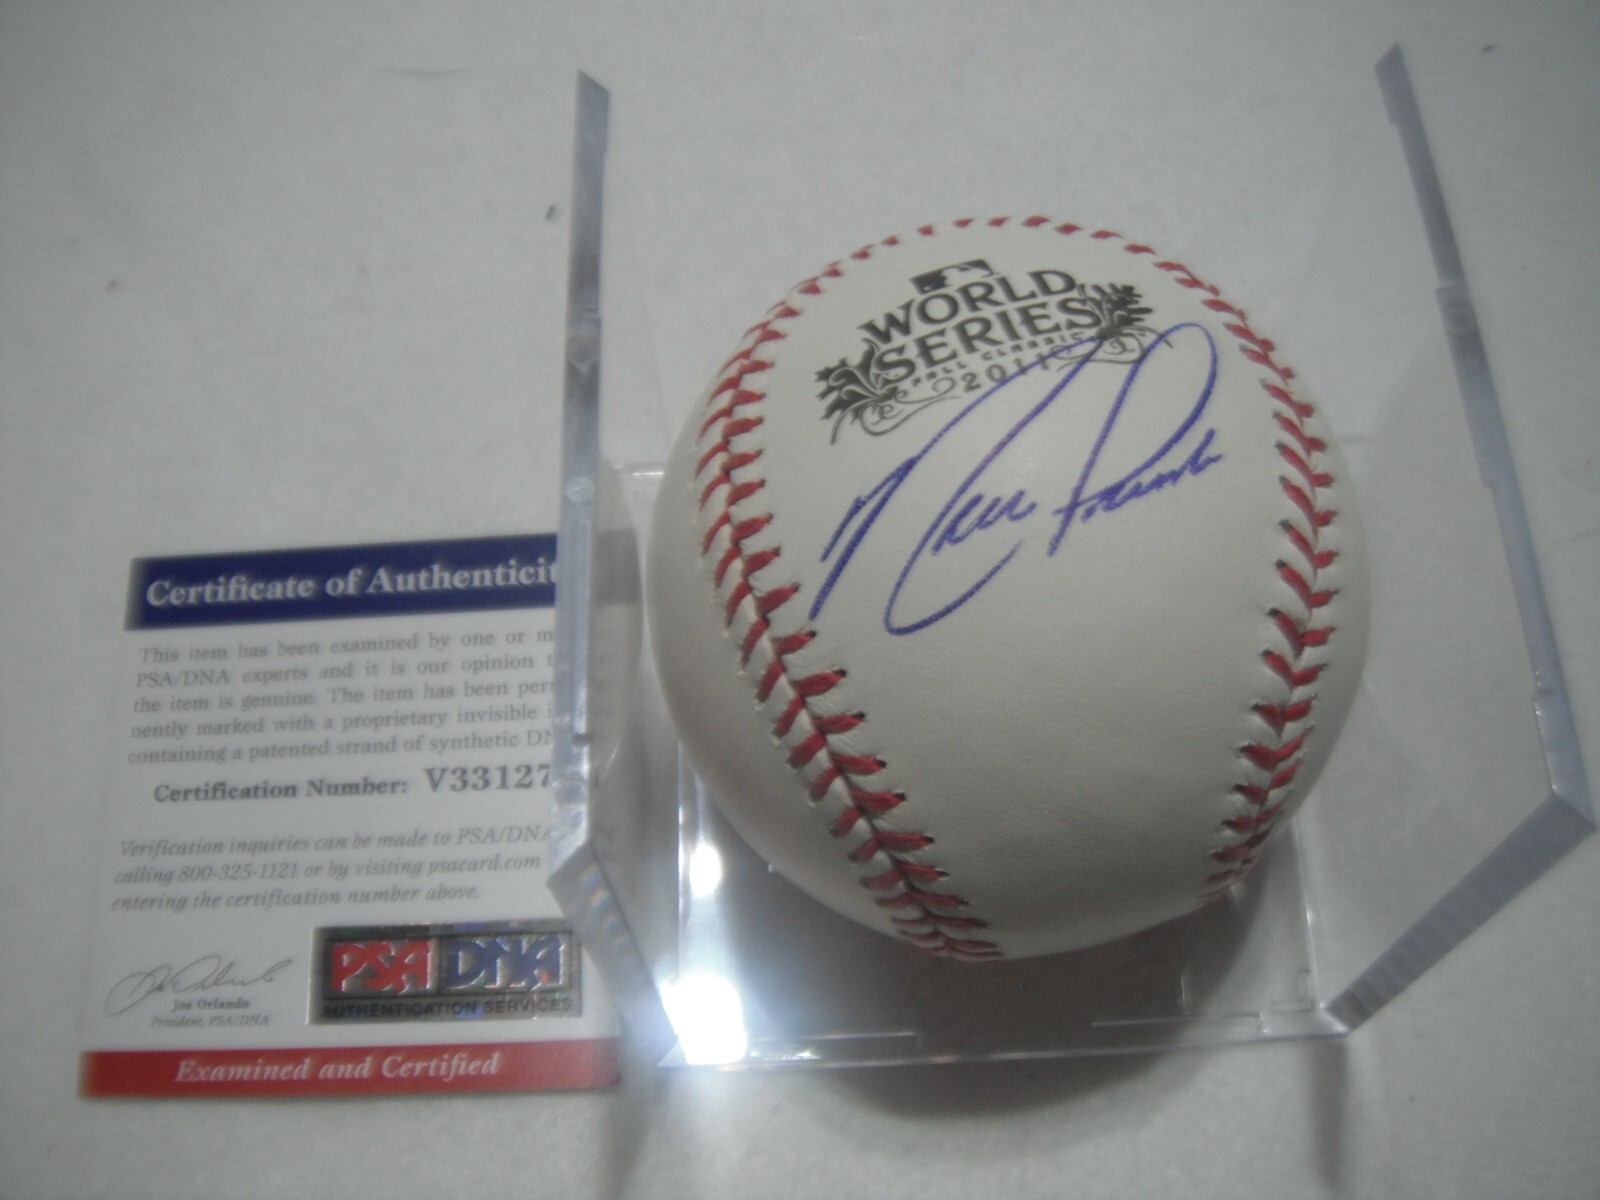 Certificate of Authenticit
This item has been examined by one or m
PSA/DNA experts and it is our opinion t
the item is genuine. The item has been per
nently marked with a proprietary invisible i
containing a patented strand of synthetic DN
Certification Number: V33127
Verification inquiries can be made to PSA/DNA
calling 800-325-1121 or by visiting psacard.com
entering the certification number above.
Joe Orlando
President, PSA/DNA
PSA DNA
AUTHENTICATION SERVICES
Examined and Certified
WORLD
SERIES
FALL CLASSIC
2011